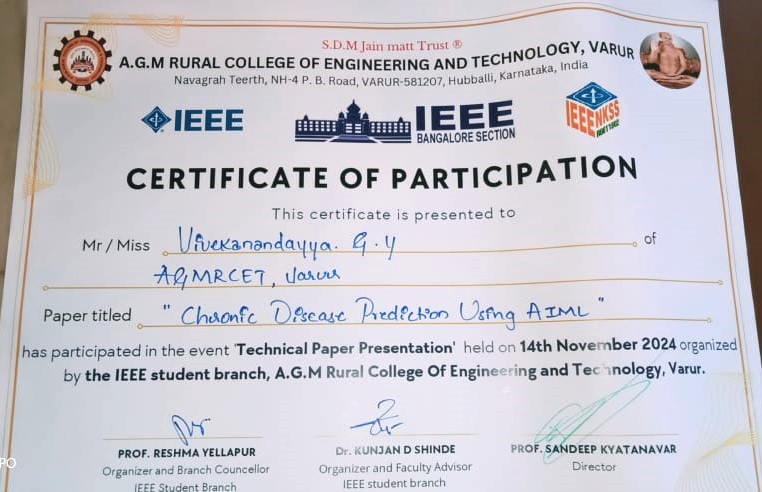 S.D.M Jain matt Trust ®
A.G.M RURAL COLLEGE OF ENGINEERING AND TECHNOLOGY, VARUR
Navagrah Teerth, NH-4 P. B. Road, VARUR-581207, Hubballi, Karnataka, India
IEEE
IEEE
BANGALORE SECTION
IEEE NKSS
CERTIFICATE OF PARTICIPATION
This certificate is presented to
Mr / Miss Vivekanandayya. G.Y of
AGMRCET, Varur
Paper titled " Chronic Disease Prediction Using AIML "
has participated in the event 'Technical Paper Presentation' held on 14th November 2024 organized
by the IEEE student branch, A.G.M Rural College Of Engineering and Technology, Varur.
PROF. RESHMA YELLAPUR
Organizer and Branch Councellor
IEEE Student Branch
Dr. KUNJAN D SHINDE
Organizer and Faculty Advisor
IEEE student branch
PROF. SANDEEP KYATANAVAR
Director
PO